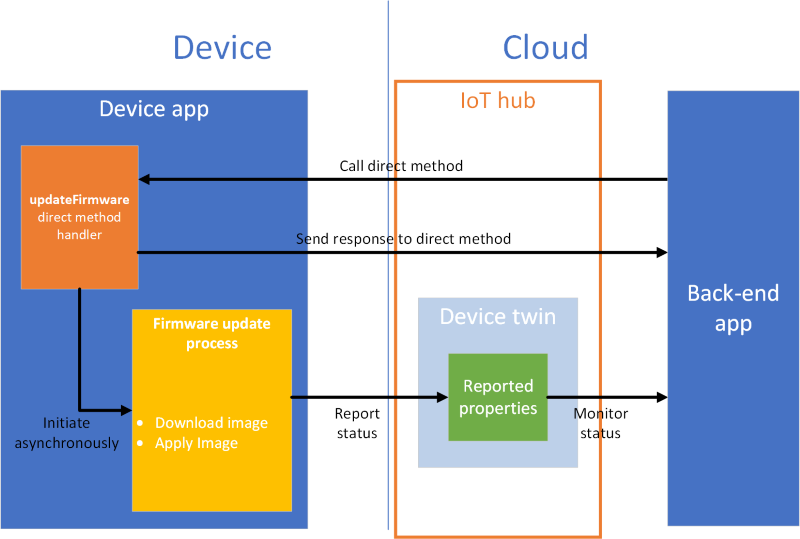 Device
Cloud
Device app
IoT hub
Call direct method
updateFirmware
direct method
handler
Send response to direct method
Back-end
app
Firmware update
process
Device twin
Reported
properties
Initiate
asynchronously
• Download image
• Apply Image
Report
status
Monitor
status